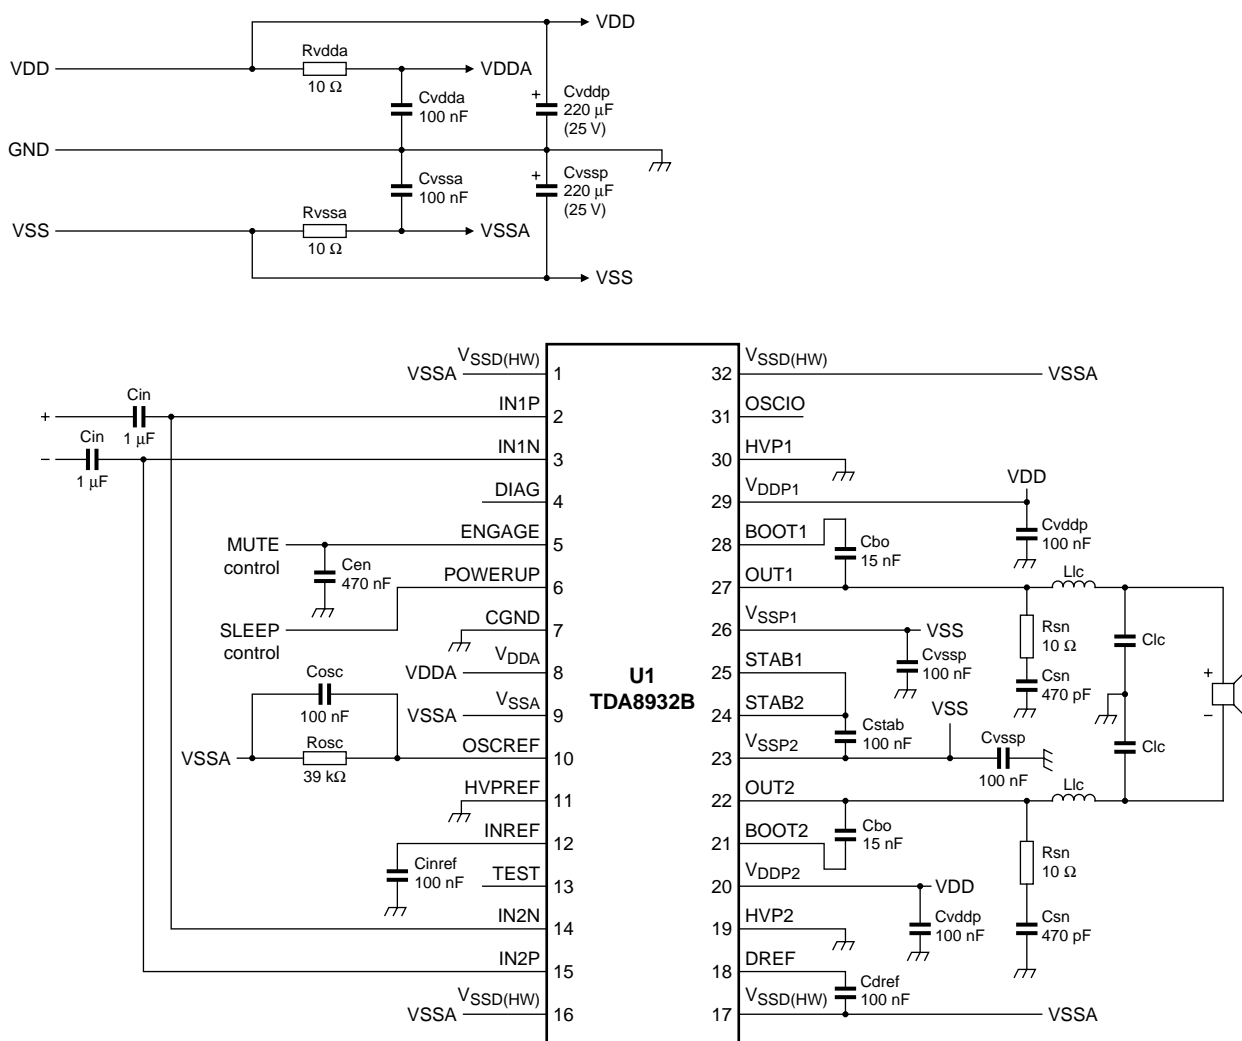 VDD
Rvdda
VDD
VDDA
10 Ω
Cvdda
100 nF
+
Cvddp
220 μF
(25 V)
GND
Cvssa
100 nF
+
Cvssp
220 μF
(25 V)
Rvssa
VSS
VSSA
10 Ω
VSS
VSSD(HW)
VSSA
1
Cin
+
1 μF
IN1P
2
Cin
−
1 μF
IN1N
3
DIAG
4
MUTE
control
ENGAGE
5
Cen
470 nF
POWERUP
6
SLEEP
control
CGND
7
VDDA
VDDA
8
Cosc
100 nF
VSSA
VSSA
9
VSSA
Rosc
39 kΩ
OSCREF
10
HVPREF
11
INREF
12
Cinref
100 nF
TEST
13
IN2N
14
IN2P
15
VSSD(HW)
VSSA
16
U1
TDA8932B
VSSD(HW)
32
VSSA
OSCIO
31
HVP1
30
VDDP1
29
VDD
Cvddp
100 nF
BOOT1
28
Cbo
15 nF
OUT1
27
Llc
VSSP1
26
VSS
Cvssp
100 nF
Rsn
10 Ω
Csn
470 pF
Clc
+
−
STAB1
25
STAB2
24
Cstab
100 nF
VSS
VSSP2
23
Cvssp
100 nF
Clc
OUT2
22
Llc
Cbo
15 nF
BOOT2
21
Rsn
10 Ω
VDDP2
20
VDD
Cvddp
100 nF
Csn
470 pF
HVP2
19
DREF
18
Cdref
100 nF
VSSD(HW)
17
VSSA